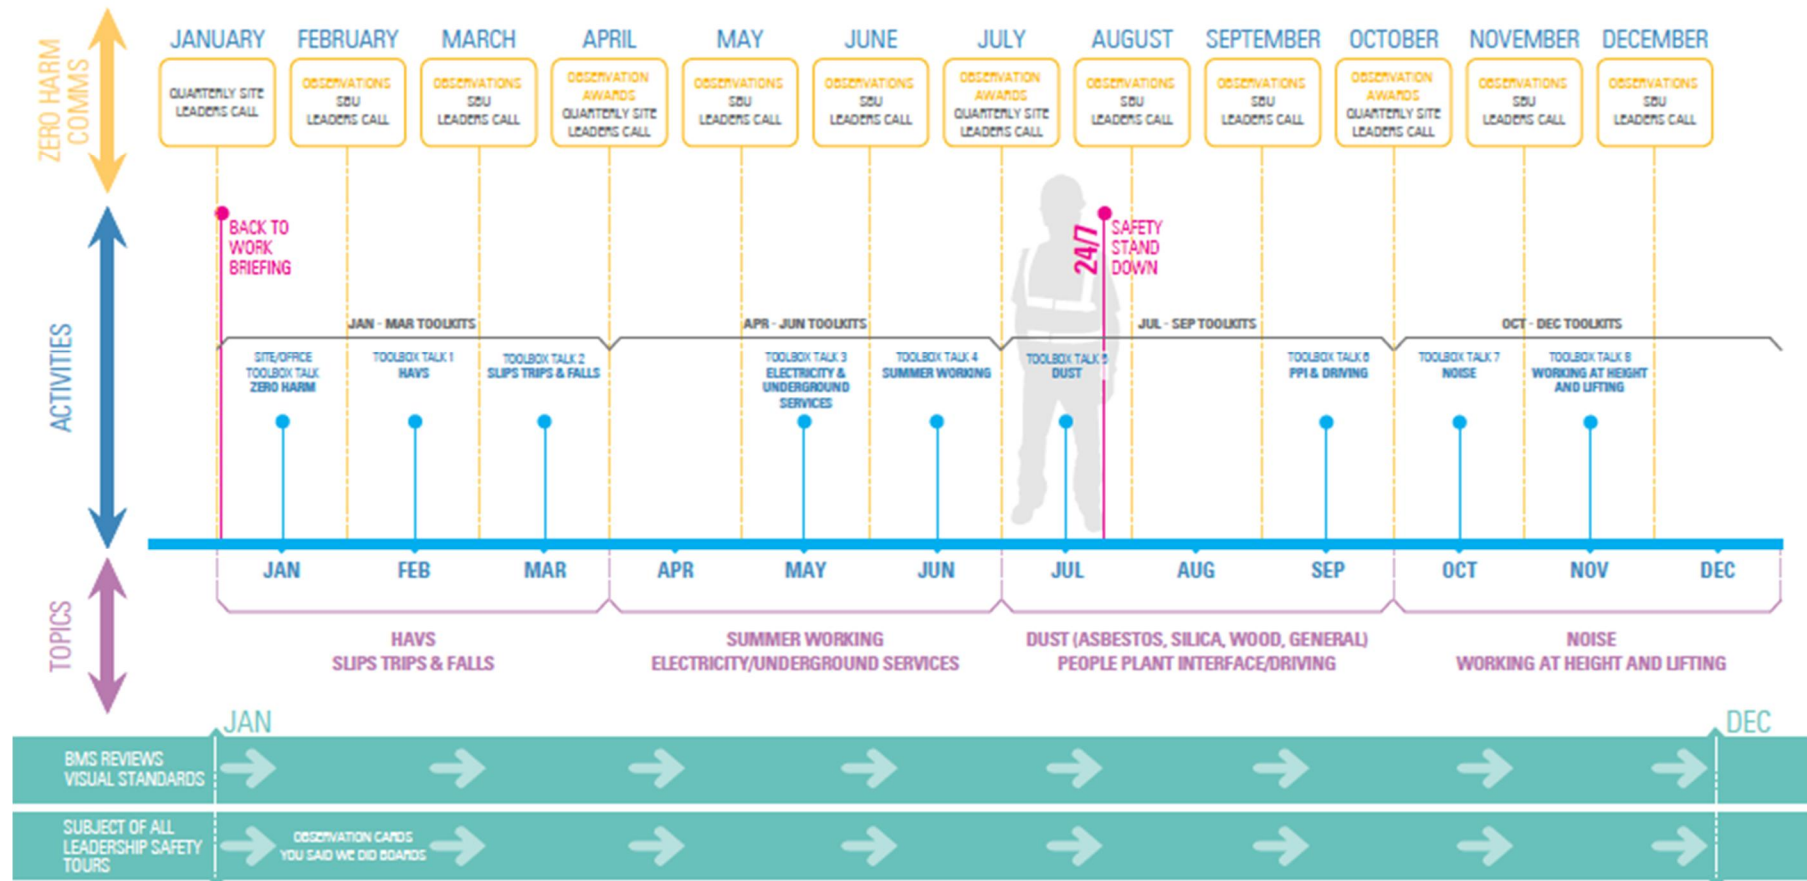 ZERO HARM
COMMS
JANUARY
FEBRUARY
MARCH
APRIL
MAY
JUNE
JULY
AUGUST
SEPTEMBER
OCTOBER
NOVEMBER
DECEMBER
QUARTERLY SITE
LEADERS CALL
OBSERVATIONS
SBU
LEADERS CALL
OBSERVATIONS
SBU
LEADERS CALL
OBSERVATION
AWARDS
QUARTERLY SITE
LEADERS CALL
OBSERVATIONS
SBU
LEADERS CALL
OBSERVATIONS
SBU
LEADERS CALL
OBSERVATION
AWARDS
QUARTERLY SITE
LEADERS CALL
OBSERVATIONS
SBU
LEADERS CALL
OBSERVATIONS
SBU
LEADERS CALL
OBSERVATION
AWARDS
QUARTERLY SITE
LEADERS CALL
OBSERVATIONS
SBU
LEADERS CALL
OBSERVATIONS
SBU
LEADERS CALL
ACTIVITIES
BACK TO
WORK
BRIEFING
24/7
SAFETY
STAND
DOWN
JAN - MAR TOOLKITS
APR - JUN TOOLKITS
JUL - SEP TOOLKITS
OCT - DEC TOOLKITS
SITE/OFFICE
TOOLBOX TALK
ZERO HARM
TOOLBOX TALK 1
HAVS
TOOLBOX TALK 2
SLIPS TRIPS & FALLS
TOOLBOX TALK 3
ELECTRICITY &
UNDERGROUND
SERVICES
TOOLBOX TALK 4
SUMMER WORKING
TOOLBOX TALK 5
DUST
TOOLBOX TALK 6
PPI & DRIVING
TOOLBOX TALK 7
NOISE
TOOLBOX TALK 8
WORKING AT HEIGHT
AND LIFTING
JAN
FEB
MAR
APR
MAY
JUN
JUL
AUG
SEP
OCT
NOV
DEC
TOPICS
HAVS
SLIPS TRIPS & FALLS
SUMMER WORKING
ELECTRICITY/UNDERGROUND SERVICES
DUST (ASBESTOS, SILICA, WOOD, GENERAL)
PEOPLE PLANT INTERFACE/DRIVING
NOISE
WORKING AT HEIGHT AND LIFTING
JAN
DEC
BMS REVIEWS
VISUAL STANDARDS
SUBJECT OF ALL
LEADERSHIP SAFETY
TOURS
OBSERVATION CARDS
YOU SAID WE DID BOARDS